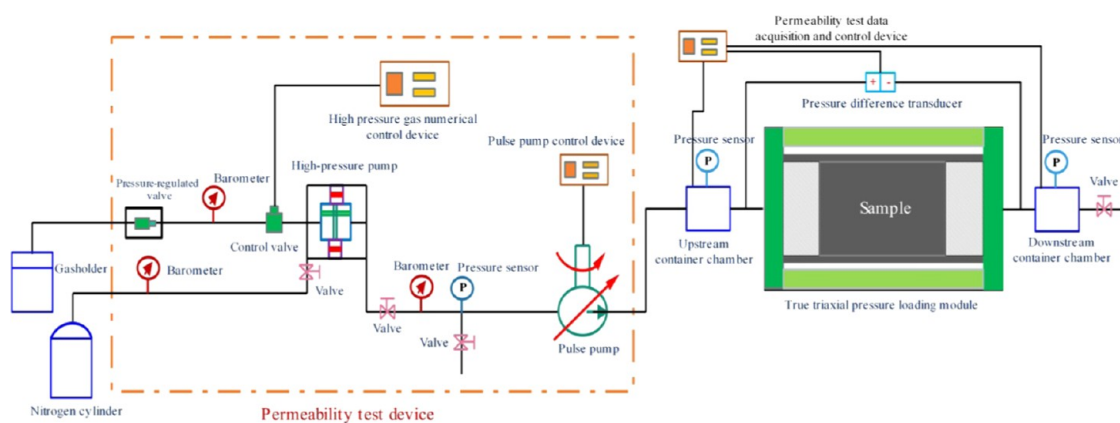 Permeability test data
acquisition and control device
+ -
Pressure difference transducer
High pressure gas numerical
control device
Pulse pump control device
Pressure sensor
P
Pressure sensor
P
Valve
High-pressure pump
Pressure-regulated
valve
Barometer
Sample
Control valve
Gasholder
Barometer
Valve
Barometer
Pressure sensor
P
Upstream
container chamber
Downstream
container chamber
True triaxial pressure loading module
Valve
Valve
Pulse pump
Nitrogen cylinder
Permeability test device